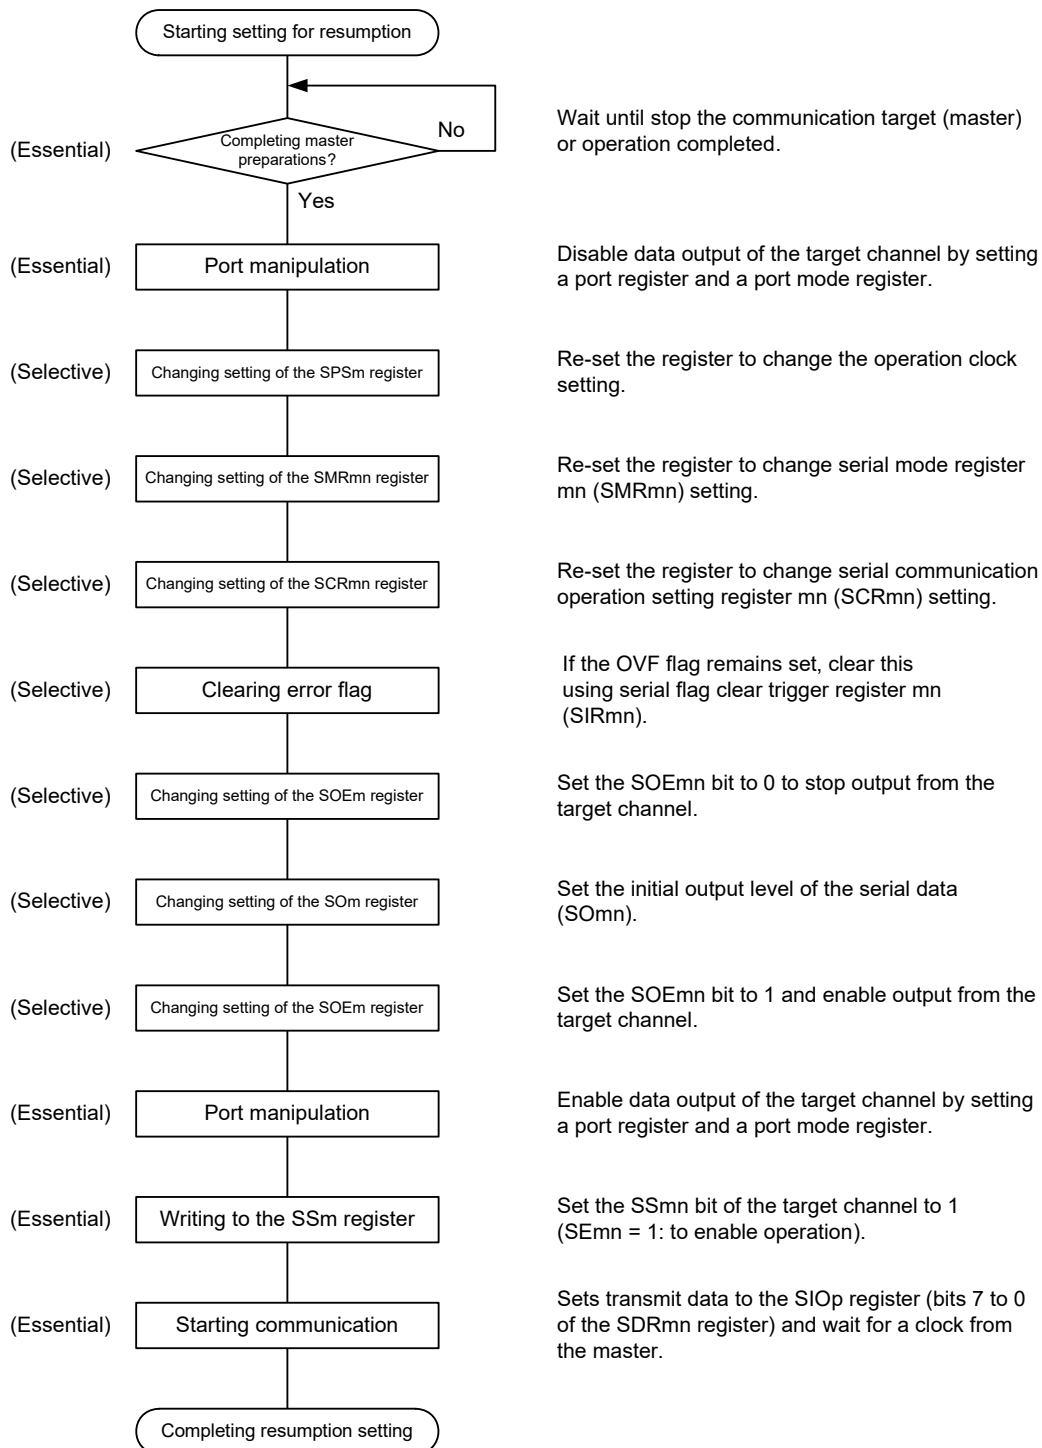 Starting setting for resumption
(Essential)
Completing master
preparations?
No
Wait until stop the communication target (master)
or operation completed.
Yes
(Essential)
Port manipulation
Disable data output of the target channel by setting
a port register and a port mode register.
(Selective)
Changing setting of the SPSm register
Re-set the register to change the operation clock
setting.
(Selective)
Changing setting of the SMRmn register
Re-set the register to change serial mode register
mn (SMRmn) setting.
(Selective)
Changing setting of the SCRmn register
Re-set the register to change serial communication
operation setting register mn (SCRmn) setting.
(Selective)
Clearing error flag
If the OVF flag remains set, clear this
using serial flag clear trigger register mn
(SIRmn).
(Selective)
Changing setting of the SOEm register
Set the SOEmn bit to 0 to stop output from the
target channel.
(Selective)
Changing setting of the SOm register
Set the initial output level of the serial data
(SOmn).
(Selective)
Changing setting of the SOEm register
Set the SOEmn bit to 1 and enable output from the
target channel.
(Essential)
Port manipulation
Enable data output of the target channel by setting
a port register and a port mode register.
(Essential)
Writing to the SSm register
Set the SSmn bit of the target channel to 1
(SEmn = 1: to enable operation).
(Essential)
Starting communication
Sets transmit data to the SIOp register (bits 7 to 0
of the SDRmn register) and wait for a clock from
the master.
Completing resumption setting